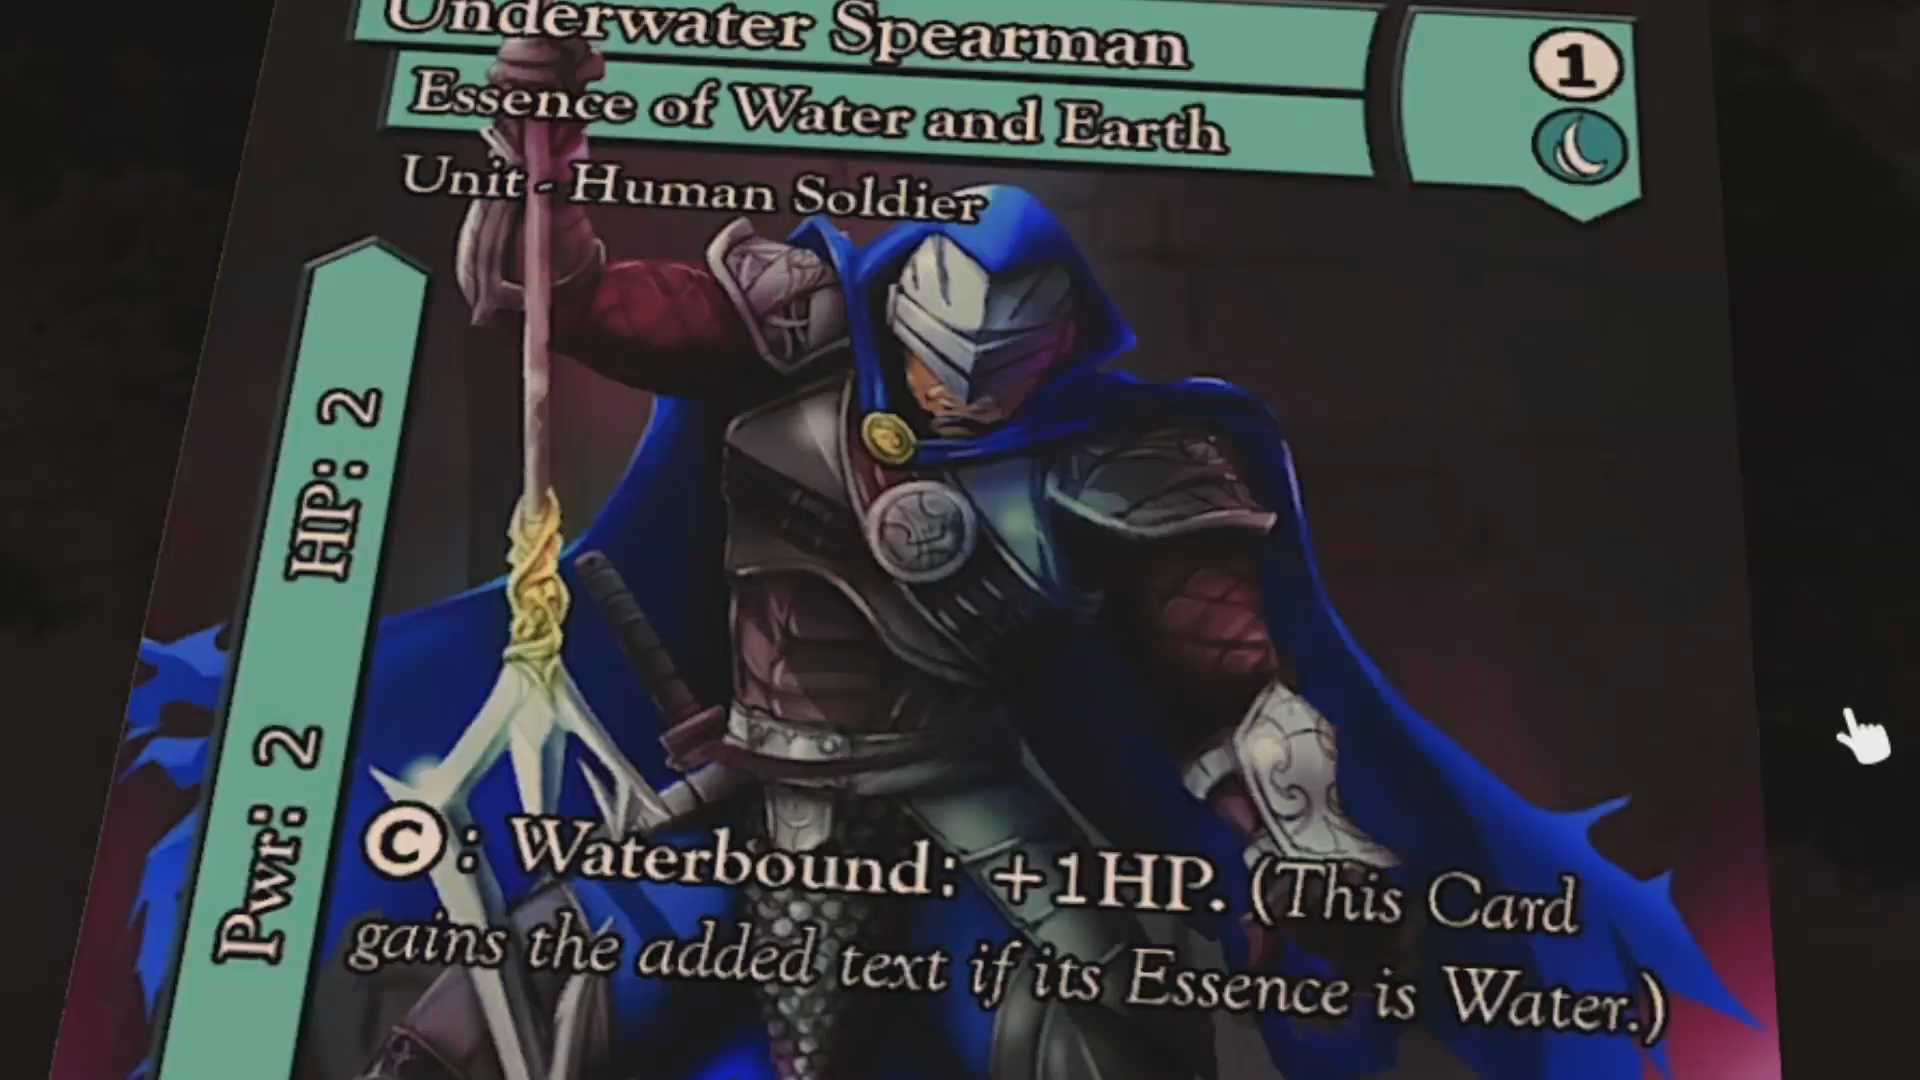 Underwater Spearman
1
Essence of Water and Earth
Unit - Human Soldier
HP: 2
Pwr: 2
C: Waterbound: +1HP. (This Card
gains the added text if its Essence is Water.)